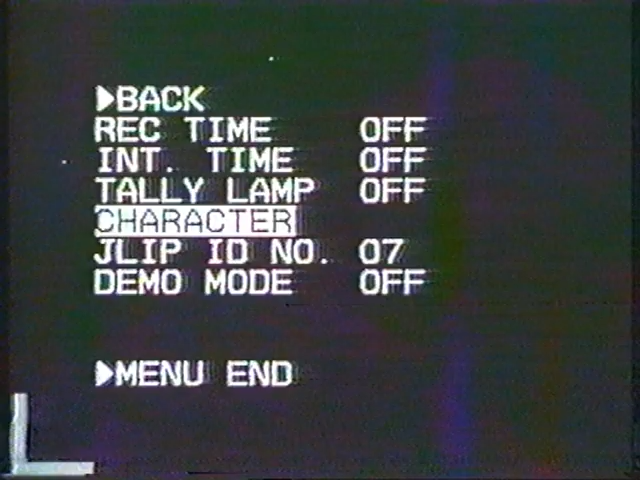 ▶BACK
REC TIME OFF
INT. TIME OFF
TALLY LAMP OFF
CHARACTER
JLIP ID NO. 07
DEMO MODE OFF
▶MENU END